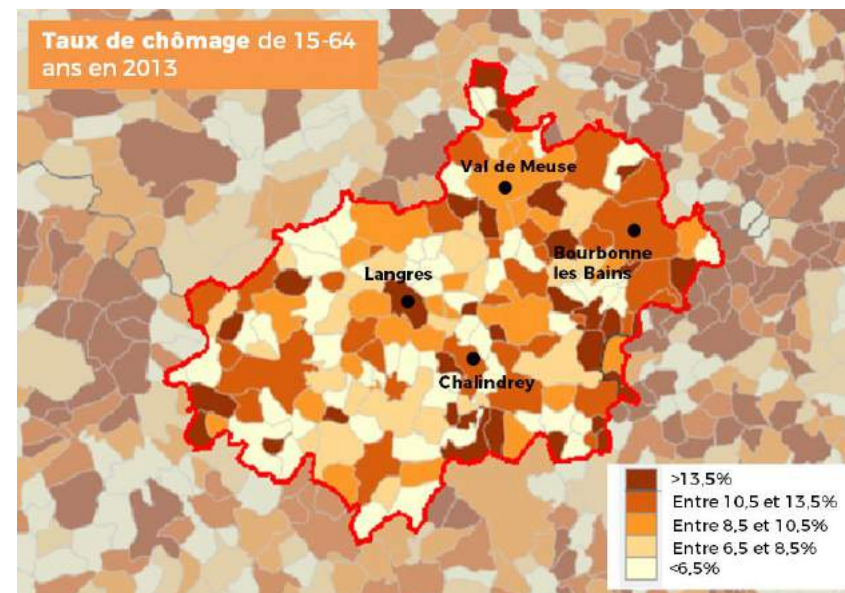 Taux de chômage de 15-64
ans en 2013
Val de Meuse
Bourbonne
les Bains
Langres
Chalindrey
>13,5%
Entre 10,5 et 13,5%
Entre 8,5 et 10,5%
Entre 6,5 et 8,5%
<6,5%